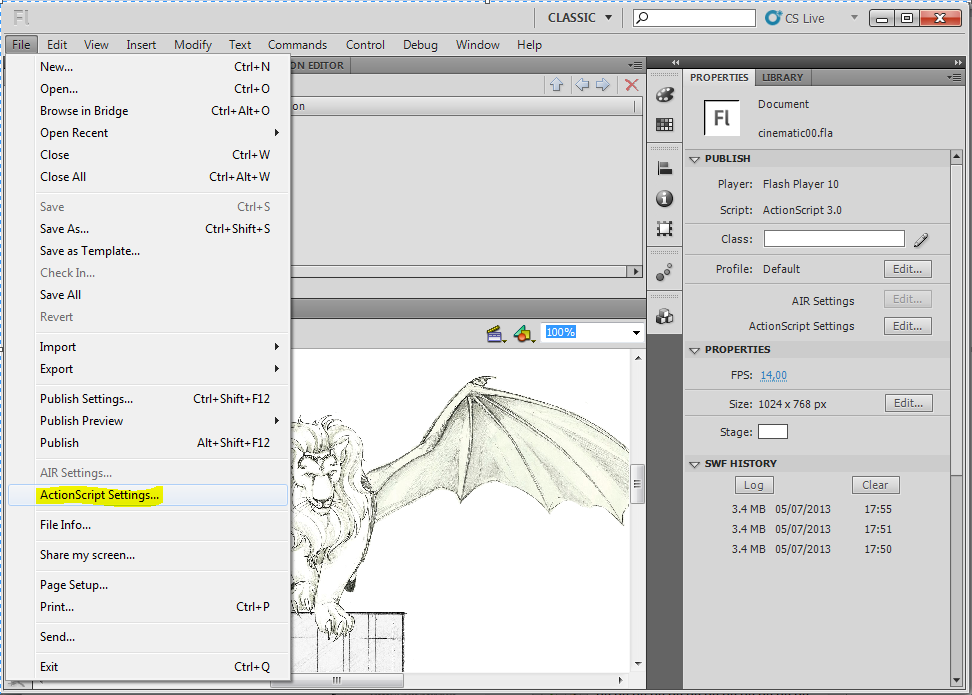 Fl
CLASSIC
CS Live
File Edit View Insert Modify Text Commands Control Debug Window Help
New... Ctrl+N
Open... Ctrl+O
Browse in Bridge Ctrl+Alt+O
Open Recent
Close Ctrl+W
Close All Ctrl+Alt+W
Save Ctrl+S
Save As... Ctrl+Shift+S
Save as Template...
Check In...
Save All
Revert
Import
Export
Publish Settings... Ctrl+Shift+F12
Publish Preview
Publish Alt+Shift+F12
AIR Settings...
ActionScript Settings...
File Info...
Share my screen...
Page Setup...
Print... Ctrl+P
Send...
Exit Ctrl+Q
ON EDITOR
on
100%
PROPERTIES LIBRARY
Fl
Document
cinematic00.fla
PUBLISH
Player: Flash Player 10
Script: ActionScript 3.0
Class:
Profile: Default Edit...
AIR Settings Edit...
ActionScript Settings Edit...
PROPERTIES
FPS: 14,00
Size: 1024 x 768 px Edit...
Stage:
SWF HISTORY
Log Clear
3.4 MB 05/07/2013 17:55
3.4 MB 05/07/2013 17:51
3.4 MB 05/07/2013 17:50